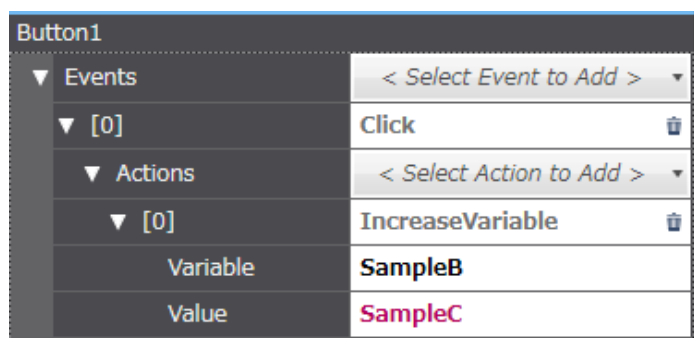 Button1
Events < Select Event to Add >
[0] Click
Actions < Select Action to Add >
[0] IncreaseVariable
Variable SampleB
Value SampleC